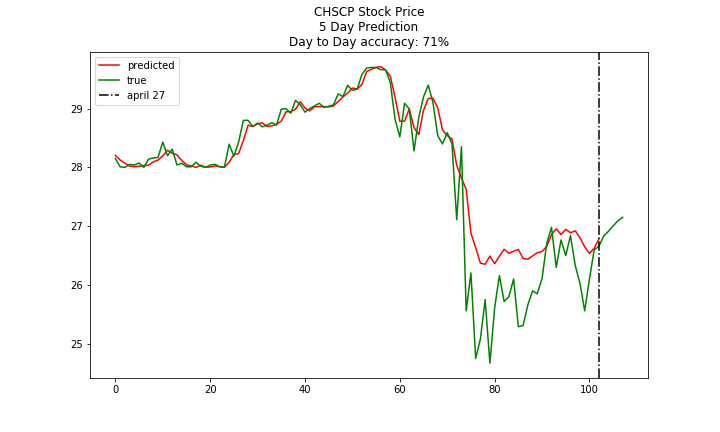 CHSCP Stock Price
5 Day Prediction
Day to Day accuracy: 71%
predicted
true
april 27
29
28
27
26
25
0 20 40 60 80 100